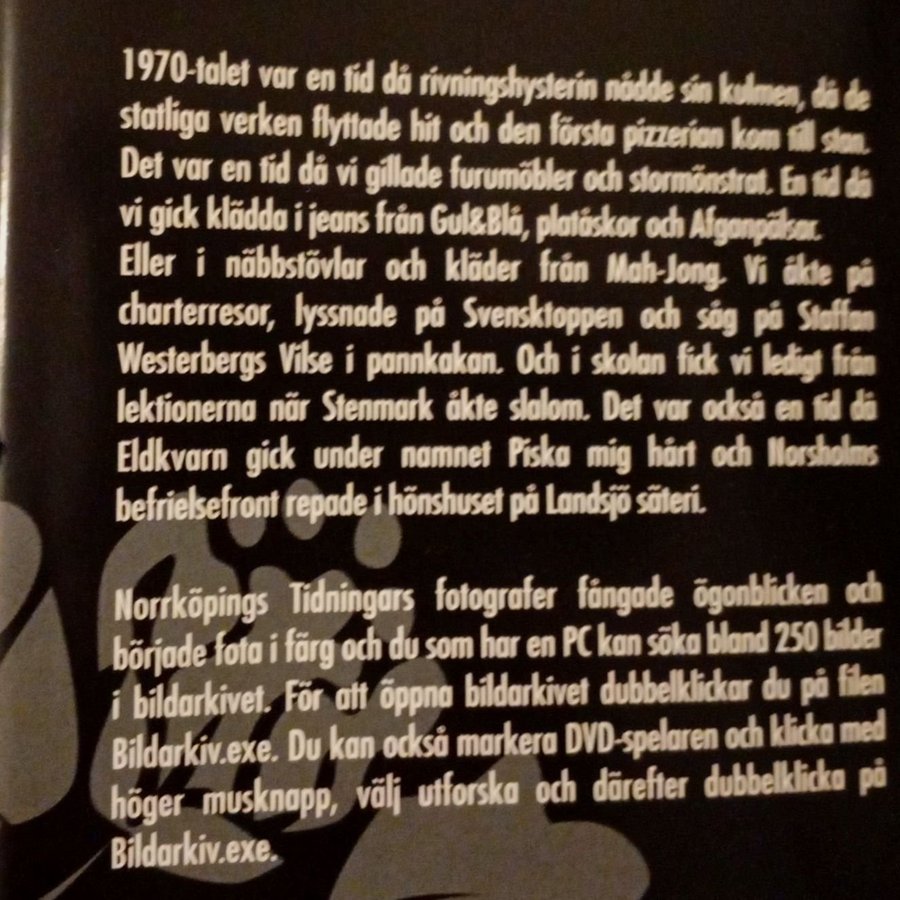 1970-talet var en tid då rivningshysterin nådde sin kulmen, då de
statliga verken flyttade hit och den första pizzerian kom till stan.
Det var en tid då vi gillade furumöbler och stormönstrat. En tid då
vi gick klädda i jeans från Gul&Blå, platåskor och Afganpälsar.
Eller i näbbstövlar och kläder från Mah-Jong. Vi åkte på
charterresor, lyssnade på Svensktoppen och såg på Staffan
Westerbergs Vilse i pannkakan. Och i skolan fick vi ledigt från
lektionerna när Stenmark åkte slalom. Det var också en tid då
Eldkvarn gick under namnet Piska mig hårt och Norsholms
befrielsefront repade i hönshuset på Landsjö säteri.
Norrköpings Tidningars fotografer fångade ögonblicken och
började fota i färg och du som har en PC kan söka bland 250 bilder
i bildarkivet. För att öppna bildarkivet dubbelklickar du på filen
Bildarkiv.exe. Du kan också markera DVD-spelaren och klicka med
höger musknapp, välj utforska och därefter dubbelklicka på
Bildarkiv.exe.